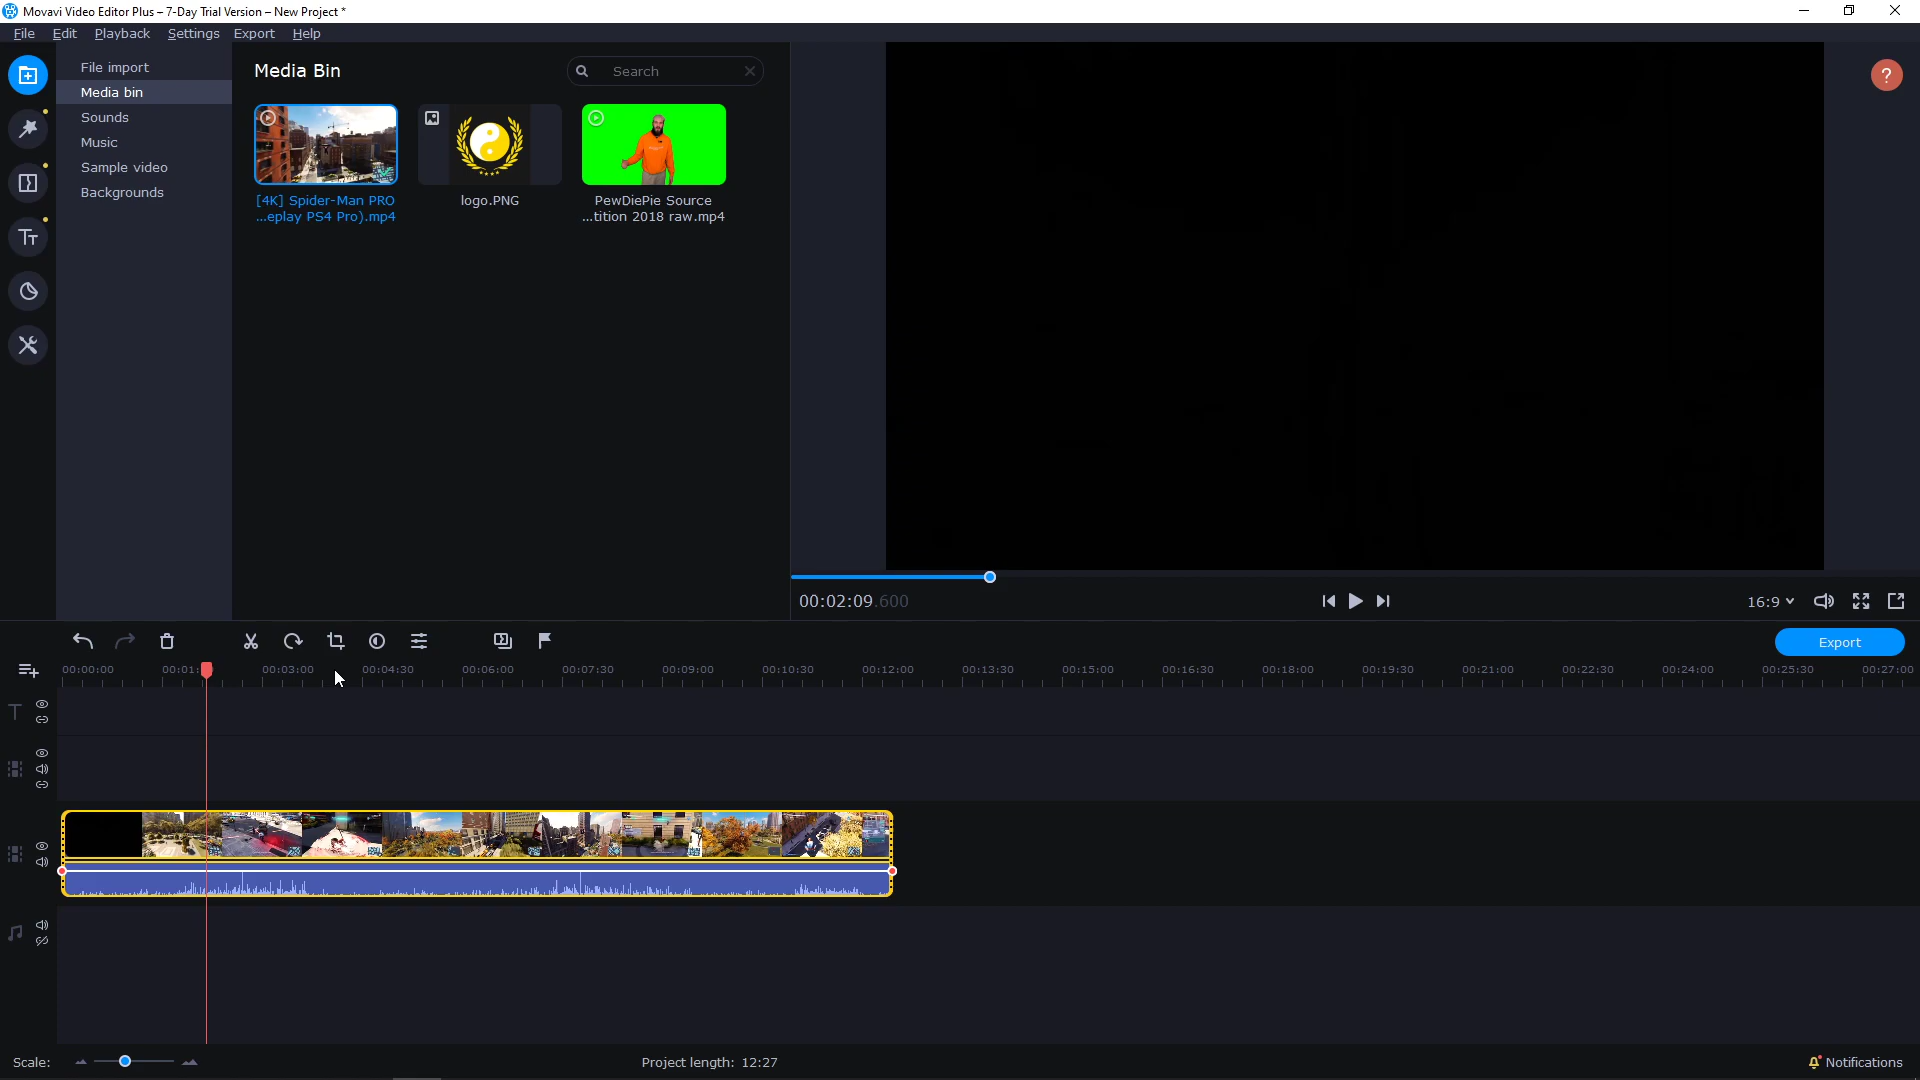 Movavi Video Editor Plus – 7-Day Trial Version – New Project *
File Edit Playback Settings Export Help
File import
Media bin
Sounds
Music
Sample video
Backgrounds
Media Bin
Search
[4K] Spider-Man PRO
...eplay PS4 Pro).mp4
logo.PNG
PewDiePie Source
...tition 2018 raw.mp4
?
00:02:09.600
16:9
Export
00:00:00 00:01: 00:03:00 00:04:30 00:06:00 00:07:30 00:09:00 00:10:30 00:12:00 00:13:30 00:15:00 00:16:30 00:18:00 00:19:30 00:21:00 00:22:30 00:24:00 00:25:30 00:27:00
Scale:
Project length: 12:27
Notifications